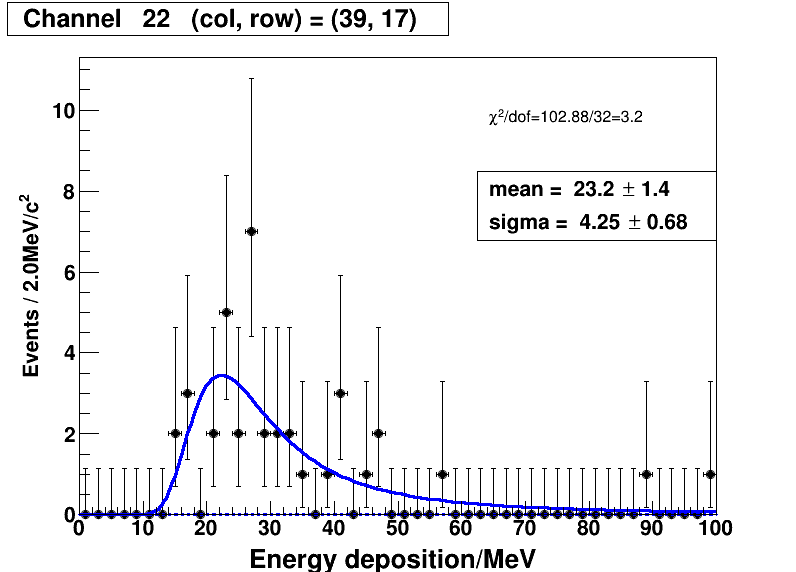 Channel 22 (col, row) = (39, 17)
χ²/dof=102.88/32=3.2
mean = 23.2 ± 1.4
sigma = 4.25 ± 0.68
Events / 2.0MeV/c²
10
8
6
4
2
0
0 10 20 30 40 50 60 70 80 90 100
Energy deposition/MeV